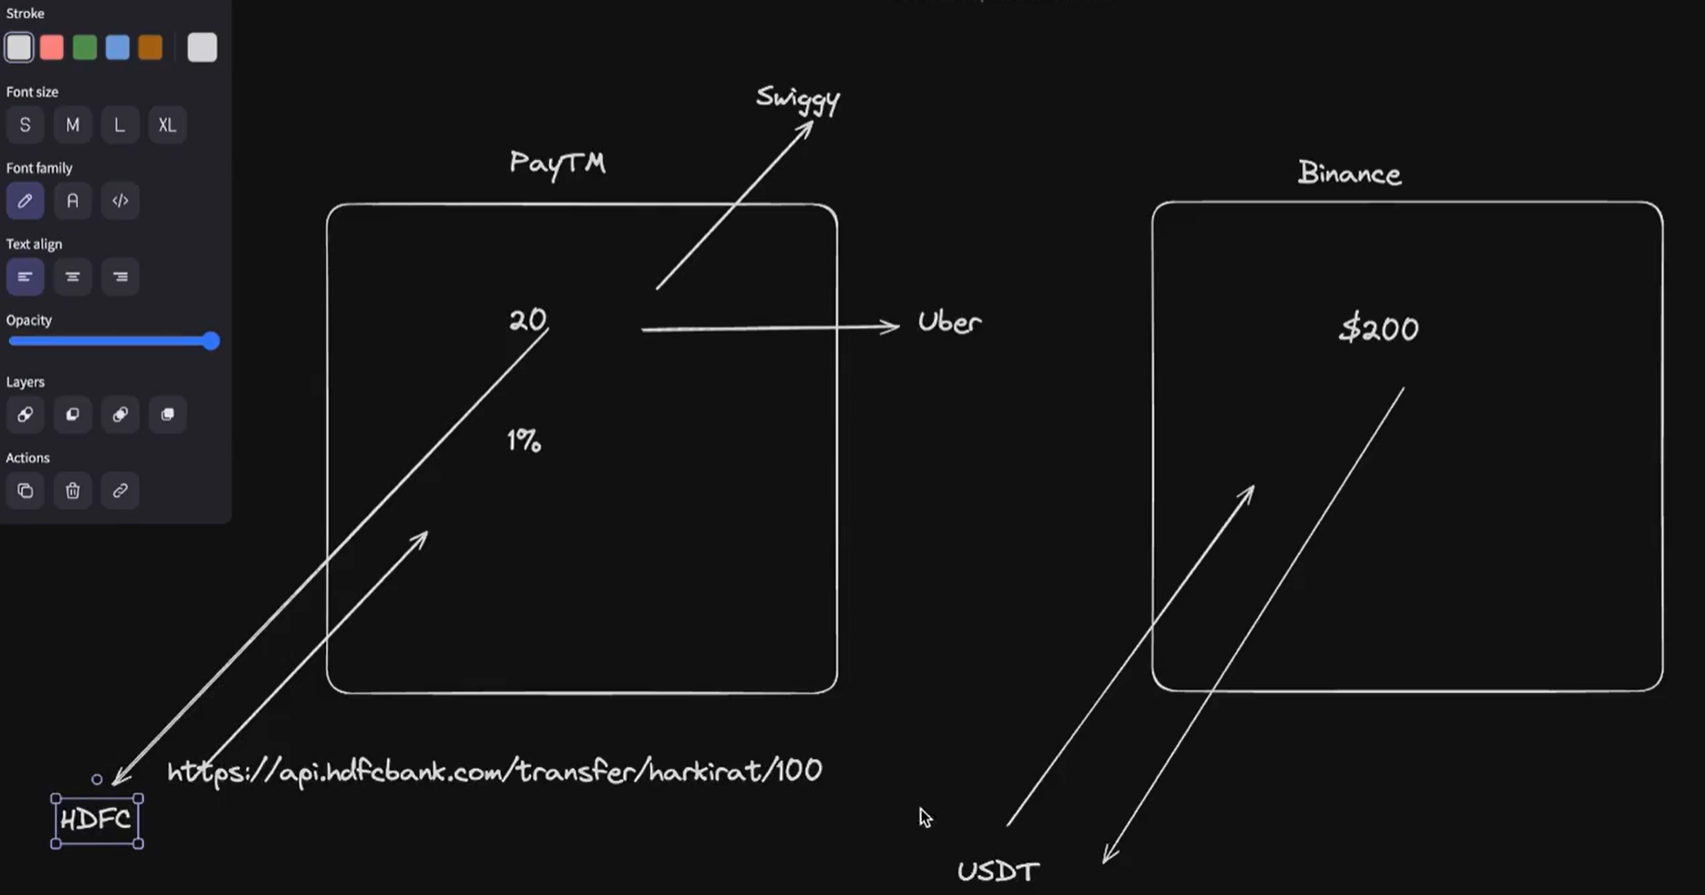 Stroke
Font size
S M L XL
Font family
A </>
Text align
Opacity
Layers
Actions
Swiggy
PayTM
20
Uber
1%
https://api.hdfcbank.com/transfer/harkirat/100
HDFC
Binance
$200
USDT